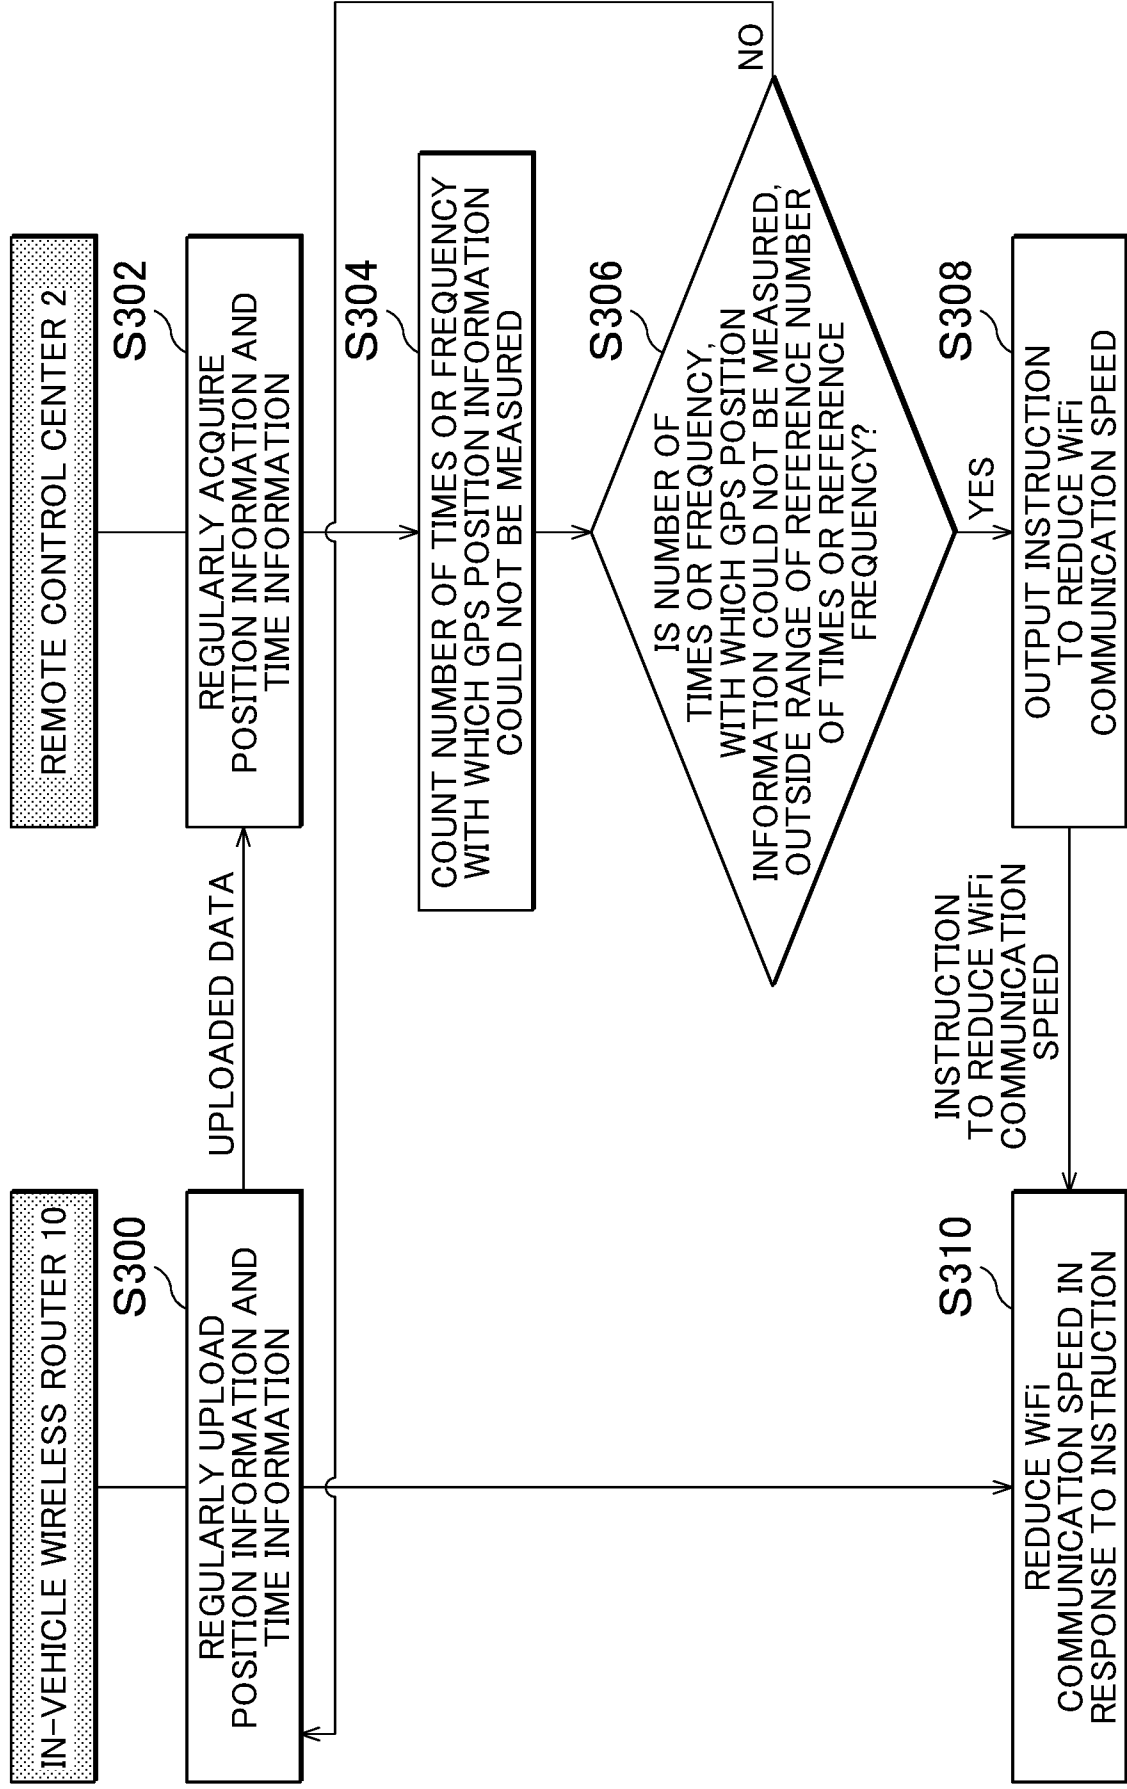 IN-VEHICLE WIRELESS ROUTER 10
REMOTE CONTROL CENTER 2
S300
REGULARLY UPLOAD
POSITION INFORMATION AND
TIME INFORMATION
UPLOADED DATA
S302
REGULARLY ACQUIRE
POSITION INFORMATION AND
TIME INFORMATION
S304
COUNT NUMBER OF TIMES OR FREQUENCY
WITH WHICH GPS POSITION INFORMATION
COULD NOT BE MEASURED
S306
IS NUMBER OF
TIMES OR FREQUENCY,
WITH WHICH GPS POSITION
INFORMATION COULD NOT BE MEASURED,
OUTSIDE RANGE OF REFERENCE NUMBER
OF TIMES OR REFERENCE
FREQUENCY?
NO
YES
S308
OUTPUT INSTRUCTION
TO REDUCE WiFi
COMMUNICATION SPEED
INSTRUCTION
TO REDUCE WiFi
COMMUNICATION
SPEED
S310
REDUCE WiFi
COMMUNICATION SPEED IN
RESPONSE TO INSTRUCTION